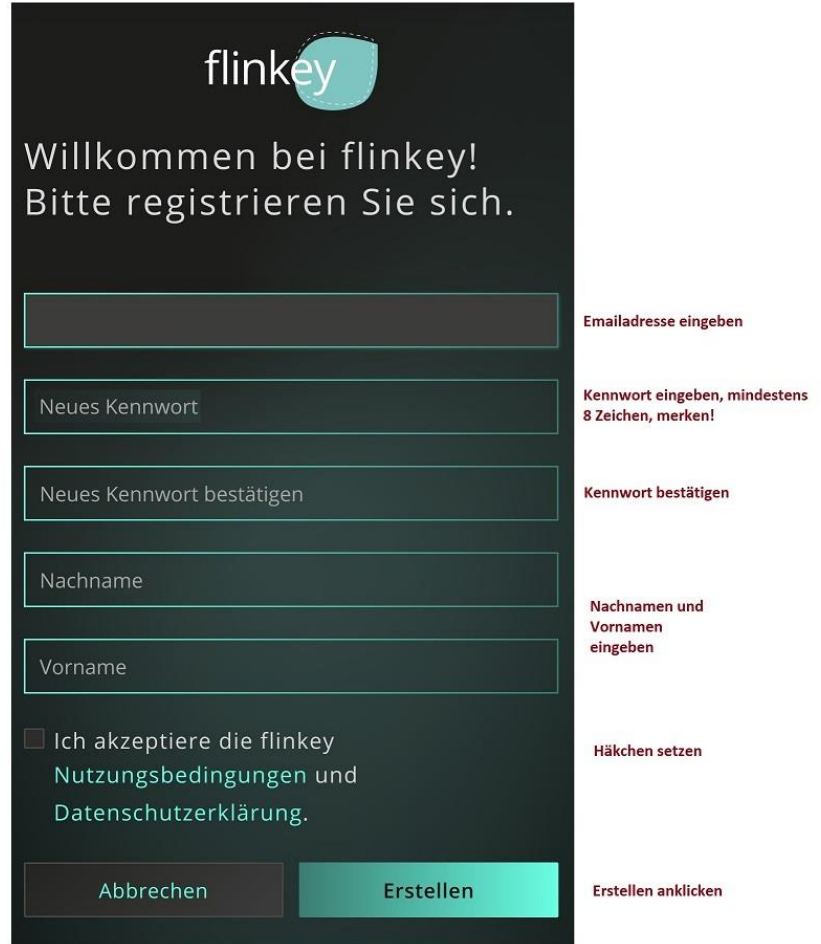 flinkey
Willkommen bei flinkey!
Bitte registrieren Sie sich.
Emailadresse eingeben
Neues Kennwort
Kennwort eingeben, mindestens
8 Zeichen, merken!
Neues Kennwort bestätigen
Kennwort bestätigen
Nachname
Nachnamen und
Vornamen
eingeben
Vorname
Ich akzeptiere die flinkey
Nutzungsbedingungen und
Datenschutzerklärung.
Häkchen setzen
Abbrechen
Erstellen
Erstellen anklicken